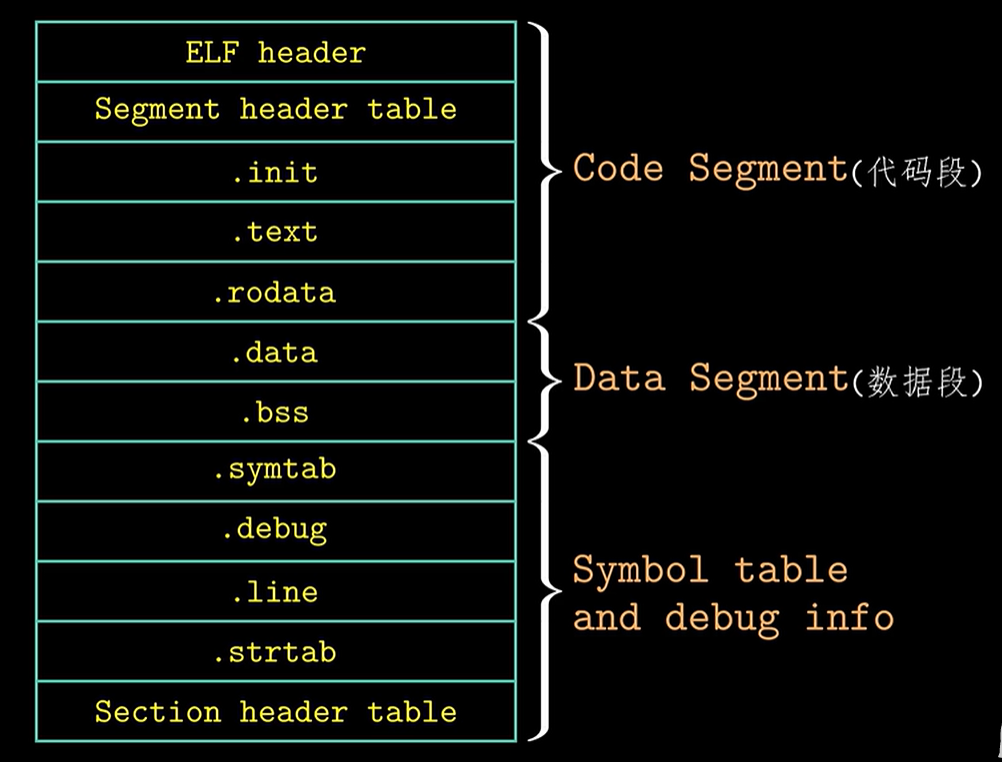 ELF header
Segment header table
.init
.text
.rodata
.data
.bss
.symtab
.debug
.line
.strtab
Section header table
Code Segment(代码段)
Data Segment(数据段)
Symbol table
and debug info